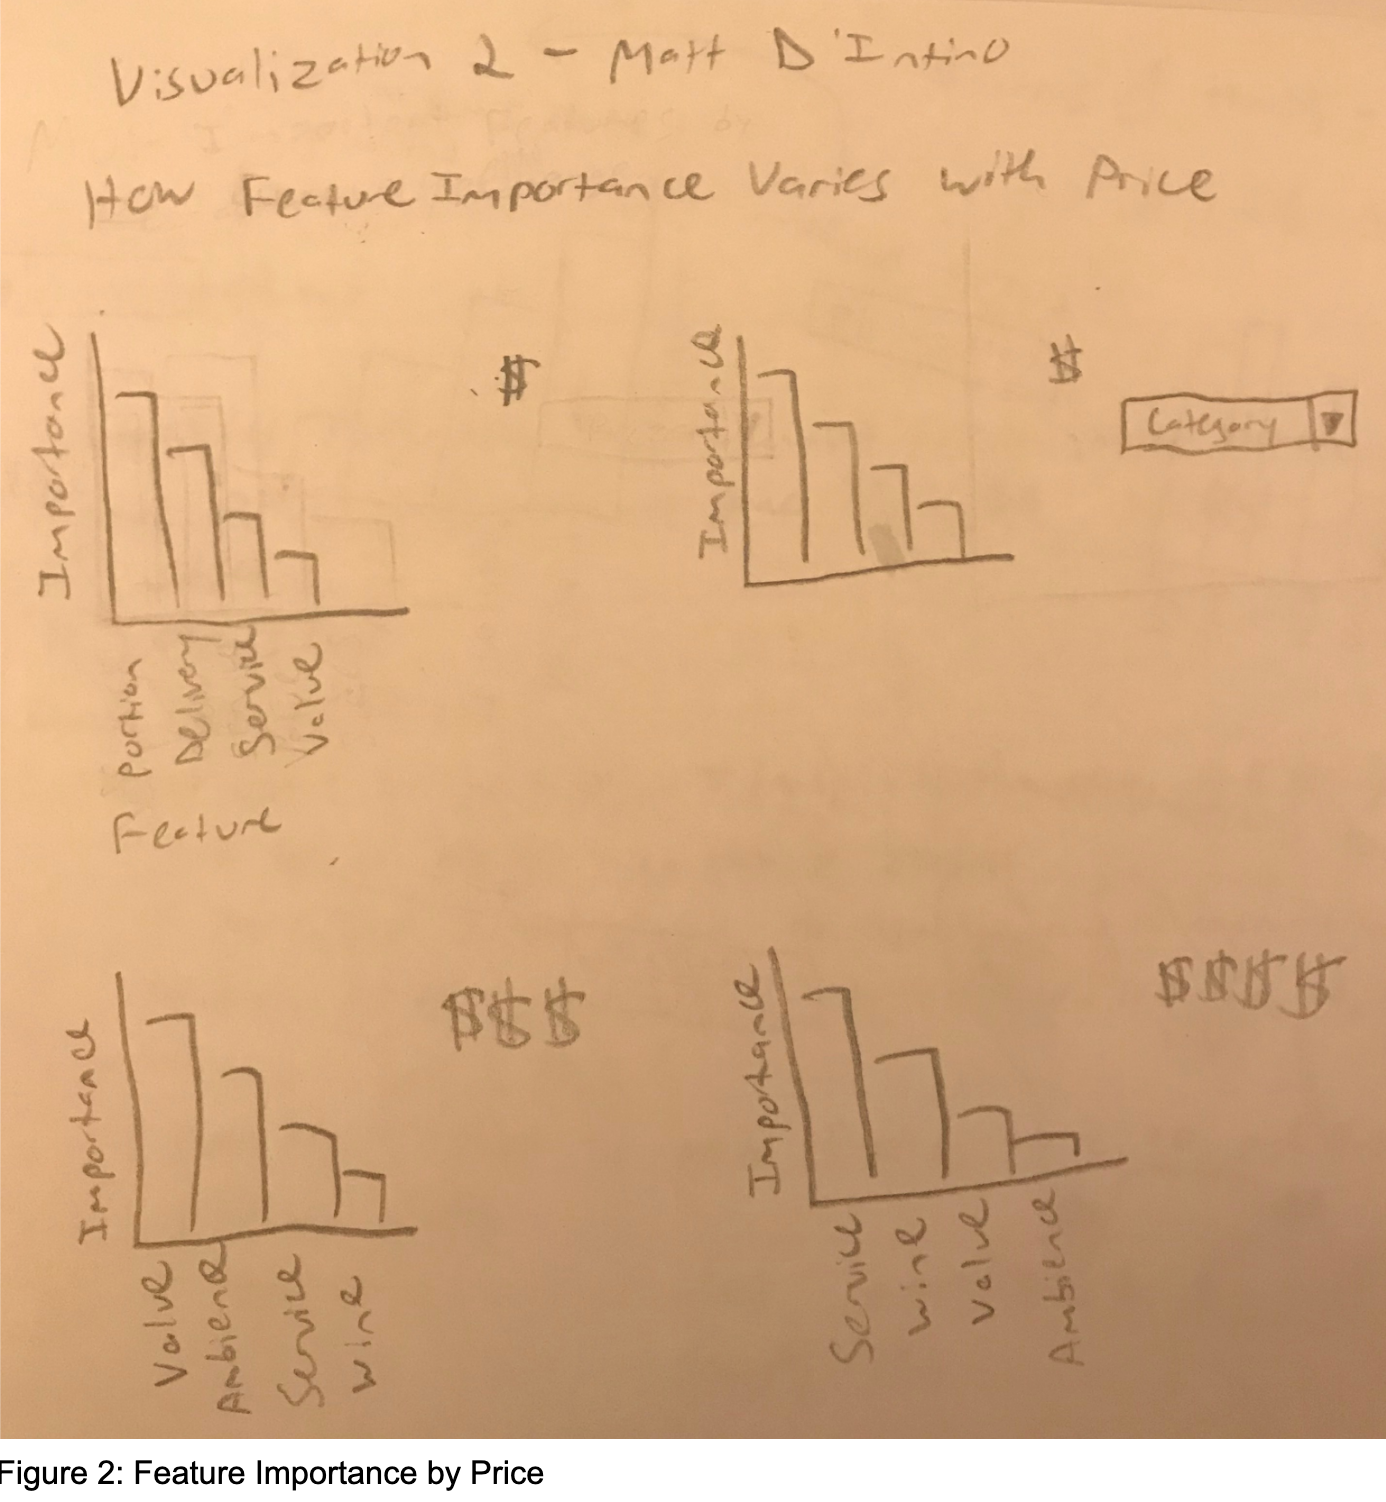 Visualization 2 - Matt D'Intino
How Feature Importance Varies with Price
Importance
$
Portion
Delivery
Service
Value
Feature
Importance
$
Category
Importance
$$$
Value
Ambience
Service
Wine
Importance
$$$$
Service
Wine
Value
Ambience
Figure 2: Feature Importance by Price